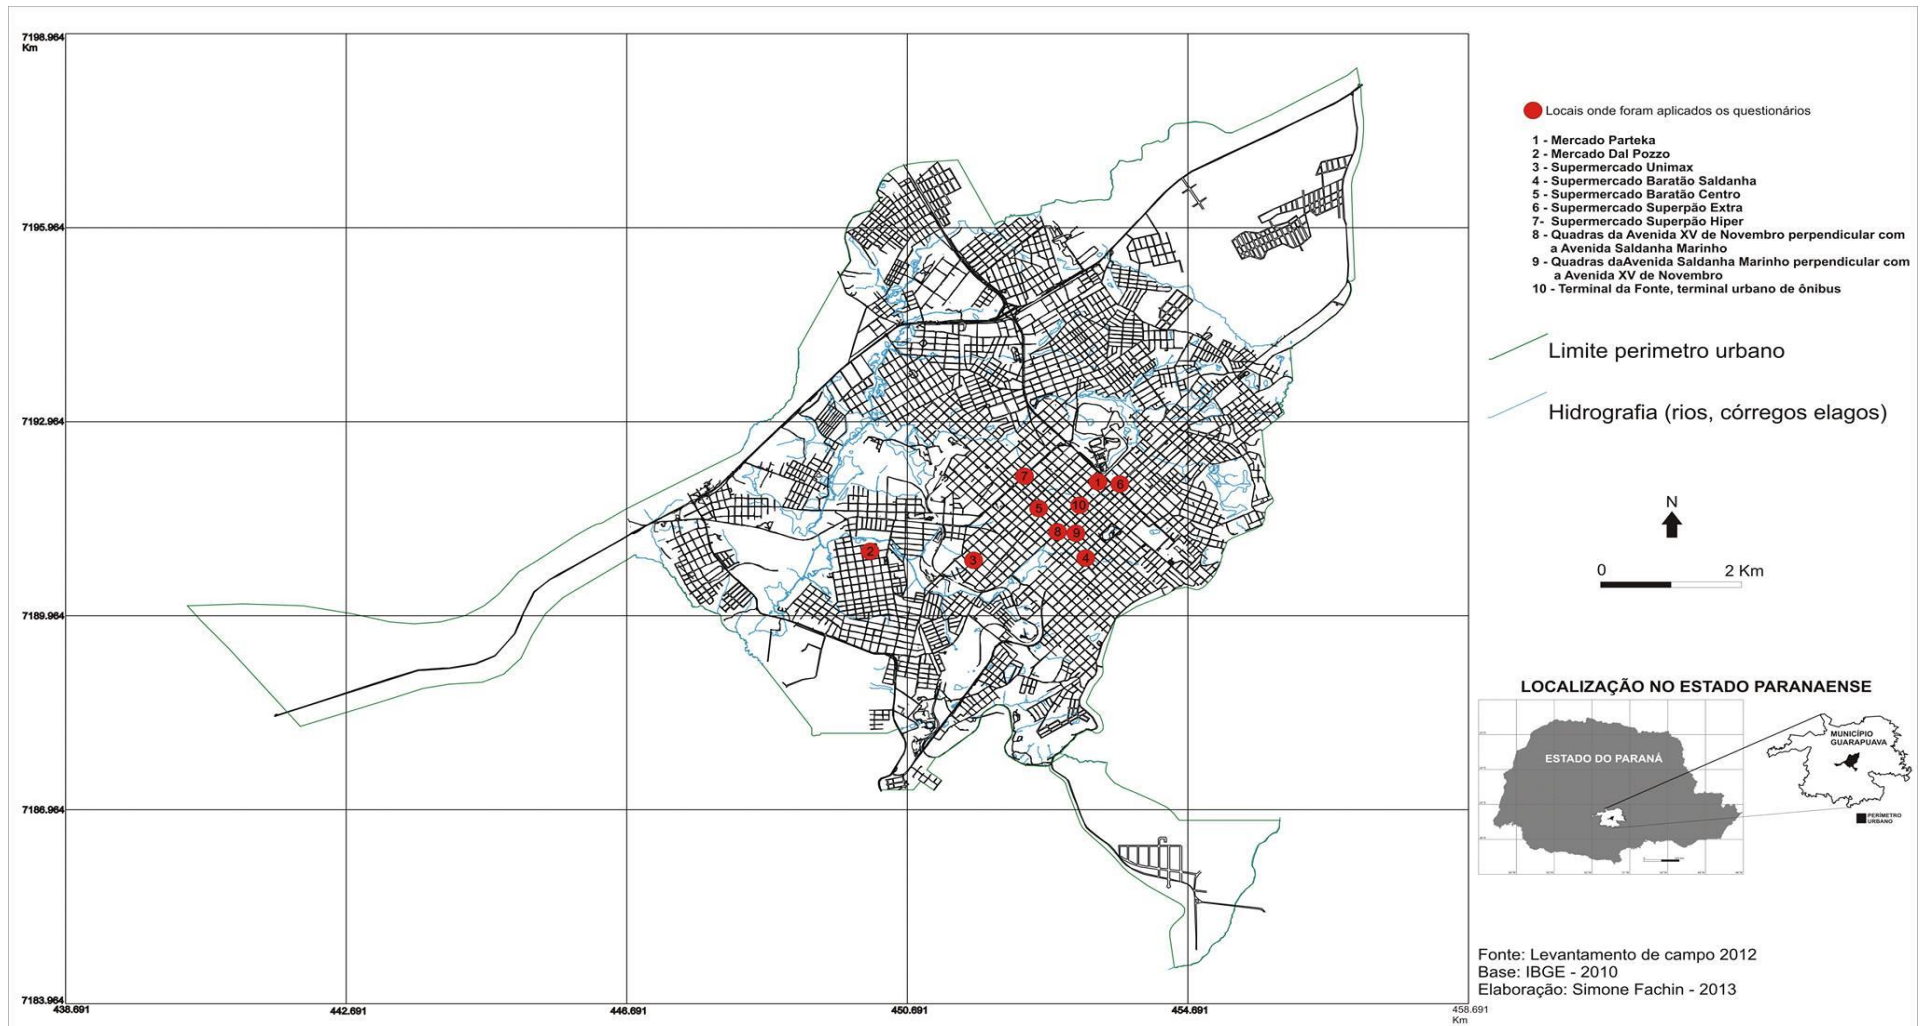 7198.964
Km
7195.964
7192.964
7189.964
7186.964
7183.964
438.691
442.691
446.691
450.691
454.691
458.691
Km
7
1
6
5
10
8
9
4
2
3
Locais onde foram aplicados os questionários
1 - Mercado Parteka
2 - Mercado Dal Pozzo
3 - Supermercado Unimax
4 - Supermercado Baratão Saldanha
5 - Supermercado Baratão Centro
6 - Supermercado Superpão Extra
7- Supermercado Superpão Hiper
8 - Quadras da Avenida XV de Novembro perpendicular com
a Avenida Saldanha Marinho
9 - Quadras daAvenida Saldanha Marinho perpendicular com
a Avenida XV de Novembro
10 - Terminal da Fonte, terminal urbano de ônibus
Limite perimetro urbano
Hidrografia (rios, córregos elagos)
N
0 2 Km
LOCALIZAÇÃO NO ESTADO PARANAENSE
ESTADO DO PARANÁ
MUNICÍPIO
GUARAPUAVA
PERÍMETRO
URBANO
Fonte: Levantamento de campo 2012
Base: IBGE - 2010
Elaboração: Simone Fachin - 2013